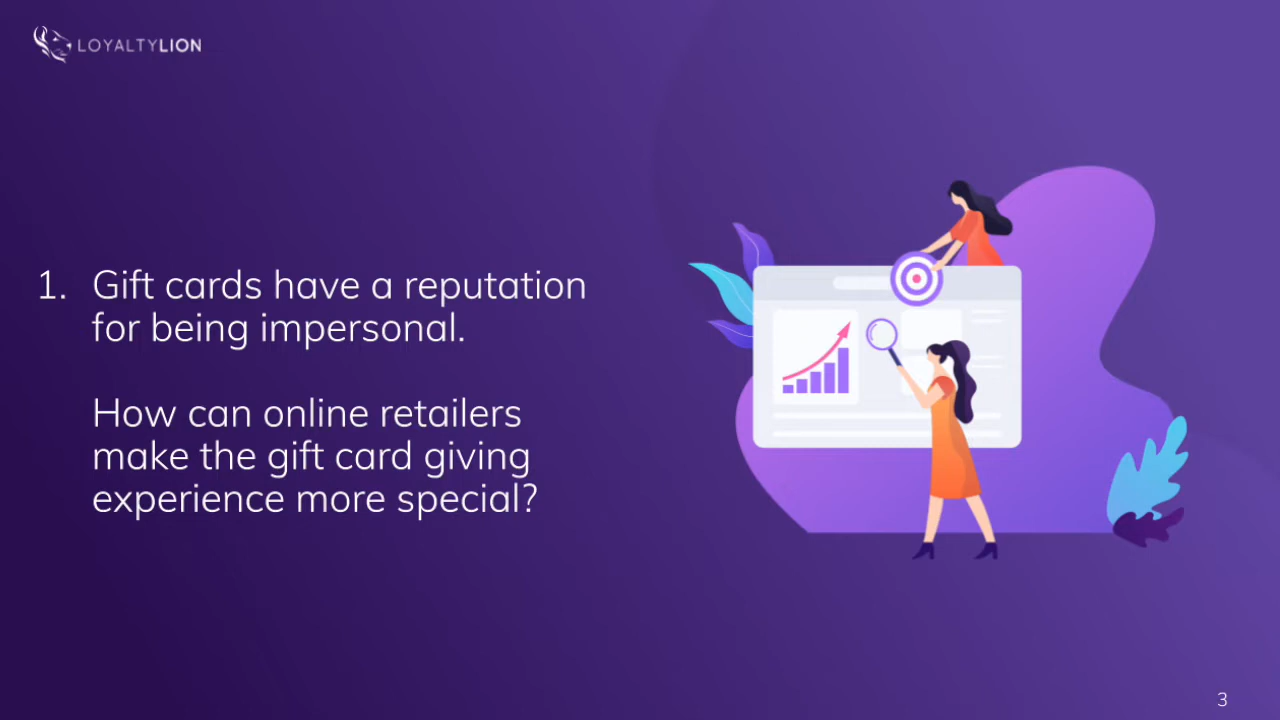 LOYALTYLION
1. Gift cards have a reputation
for being impersonal.
How can online retailers
make the gift card giving
experience more special?
3